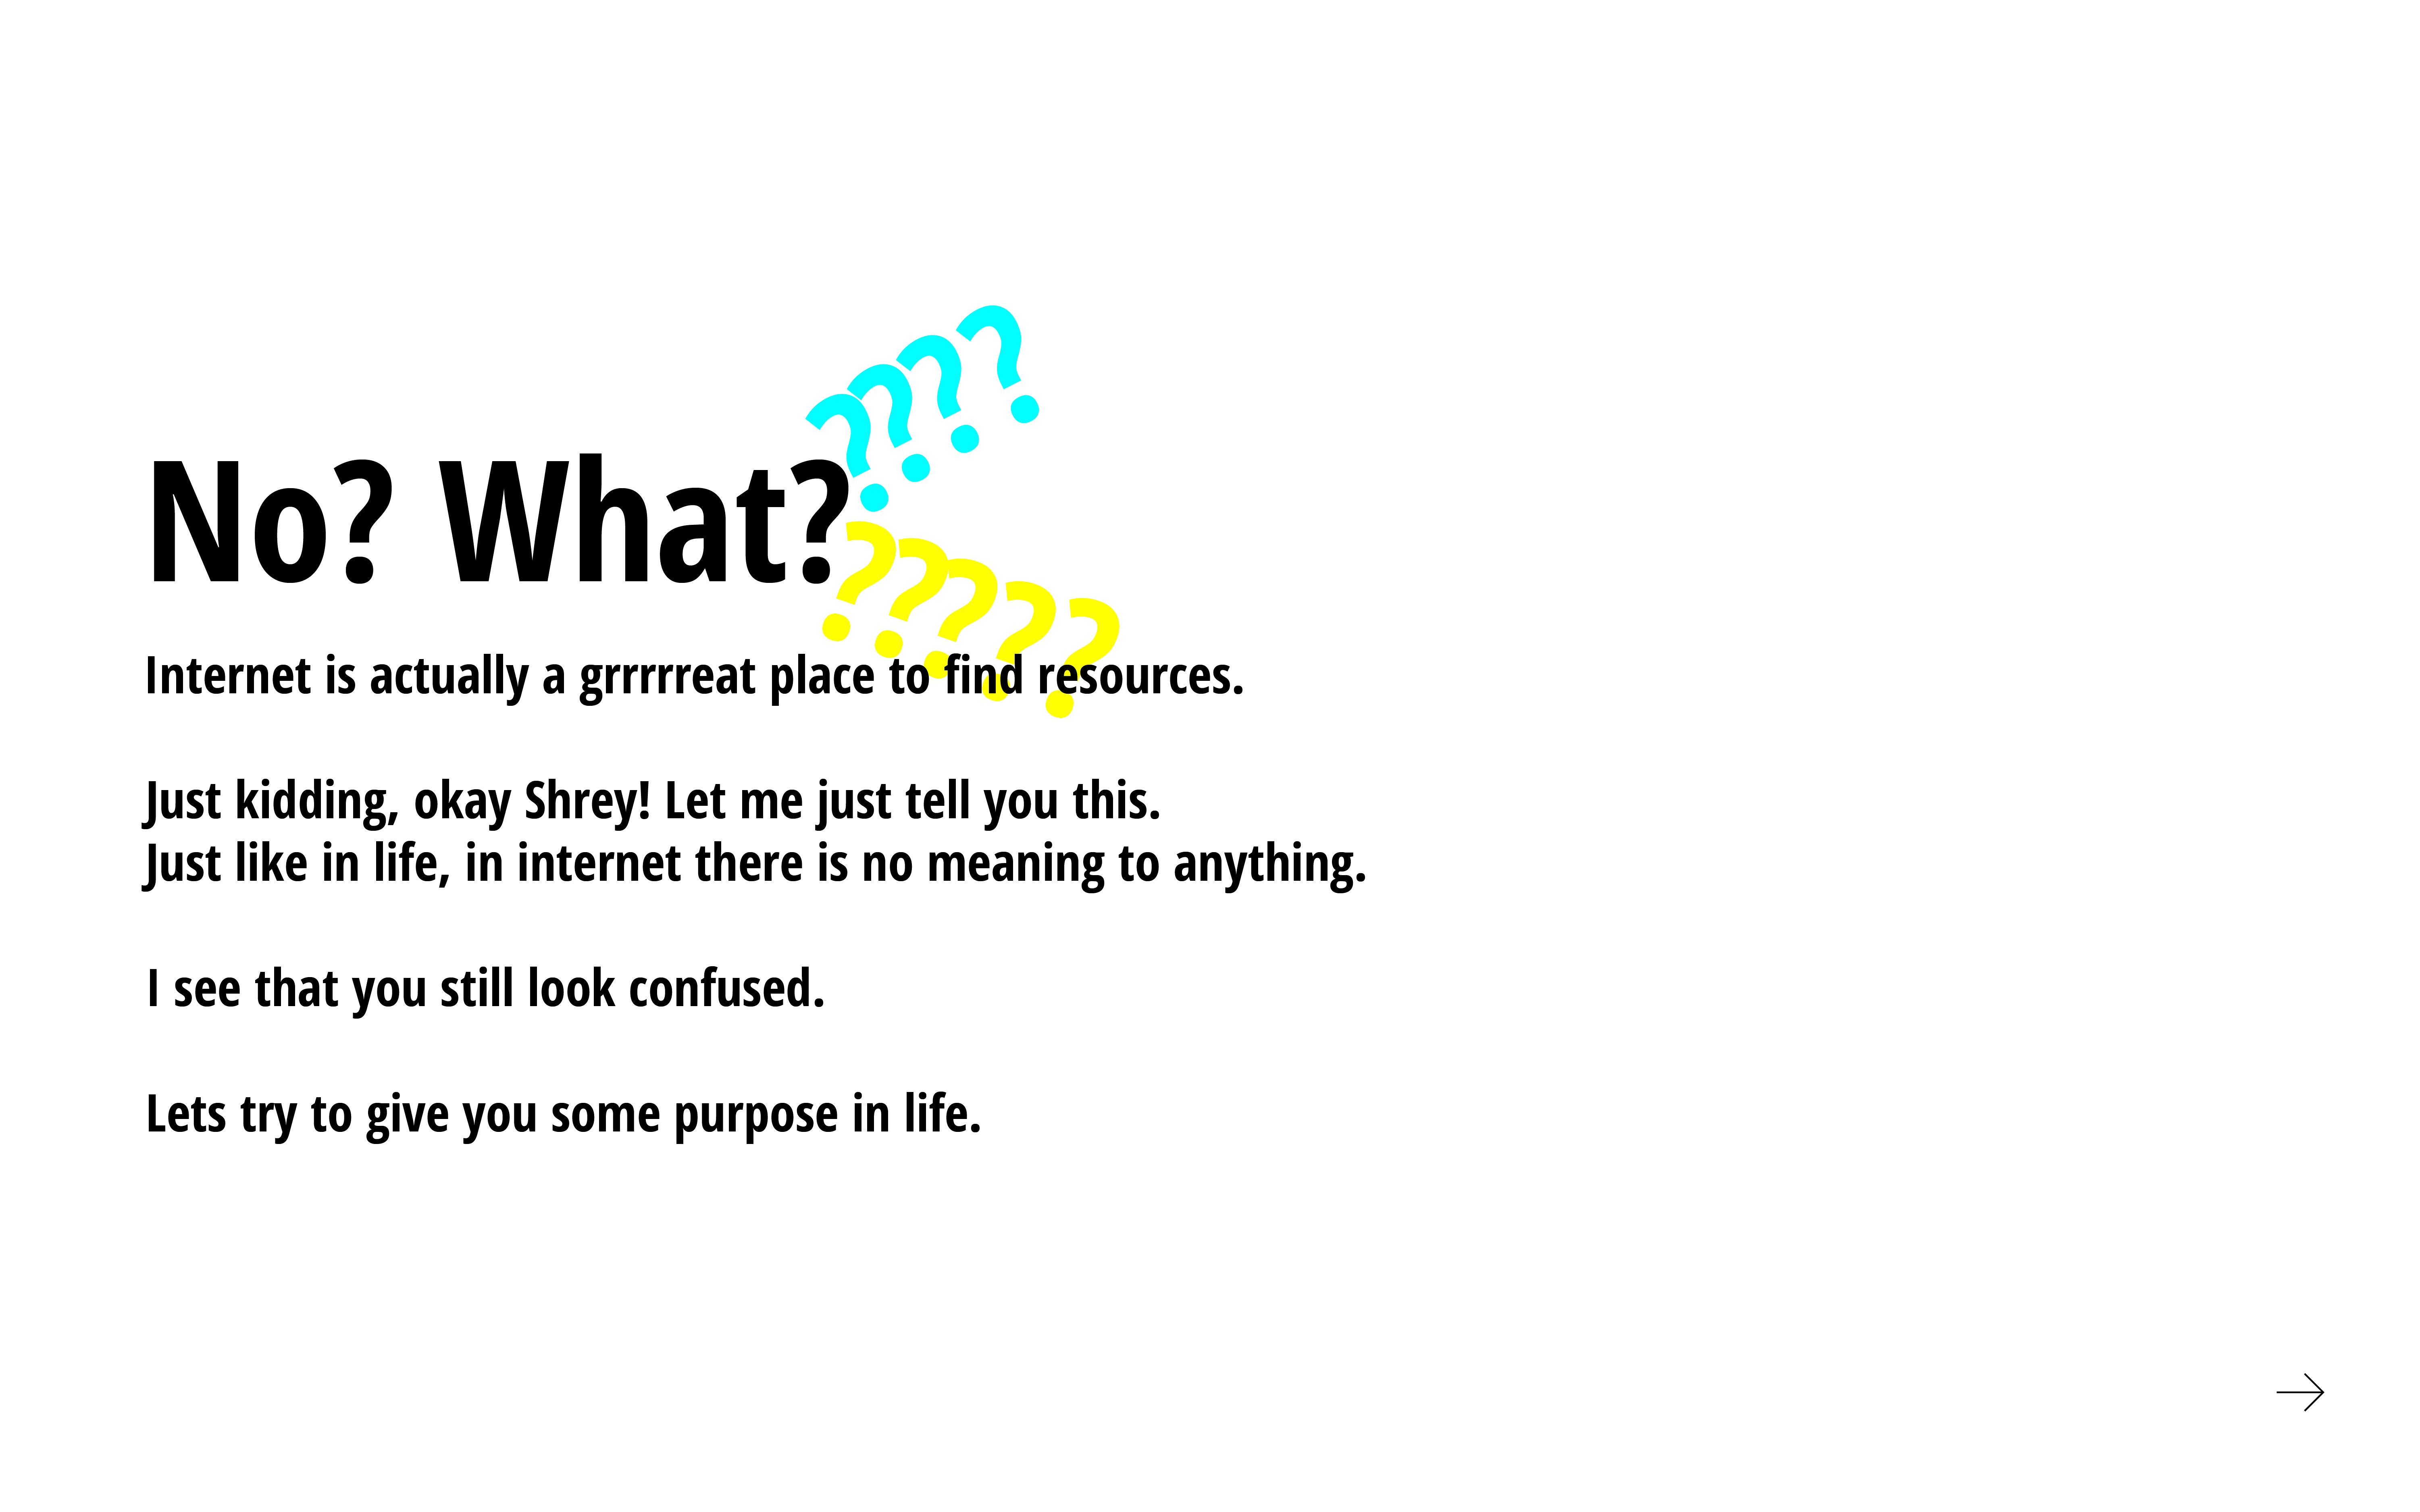 ????
No? What?
?????
Internet is actually a grrrrreat place to find resources.
Just kidding, okay Shrey! Let me just tell you this.
Just like in life, in internet there is no meaning to anything.
I see that you still look confused.
Lets try to give you some purpose in life.